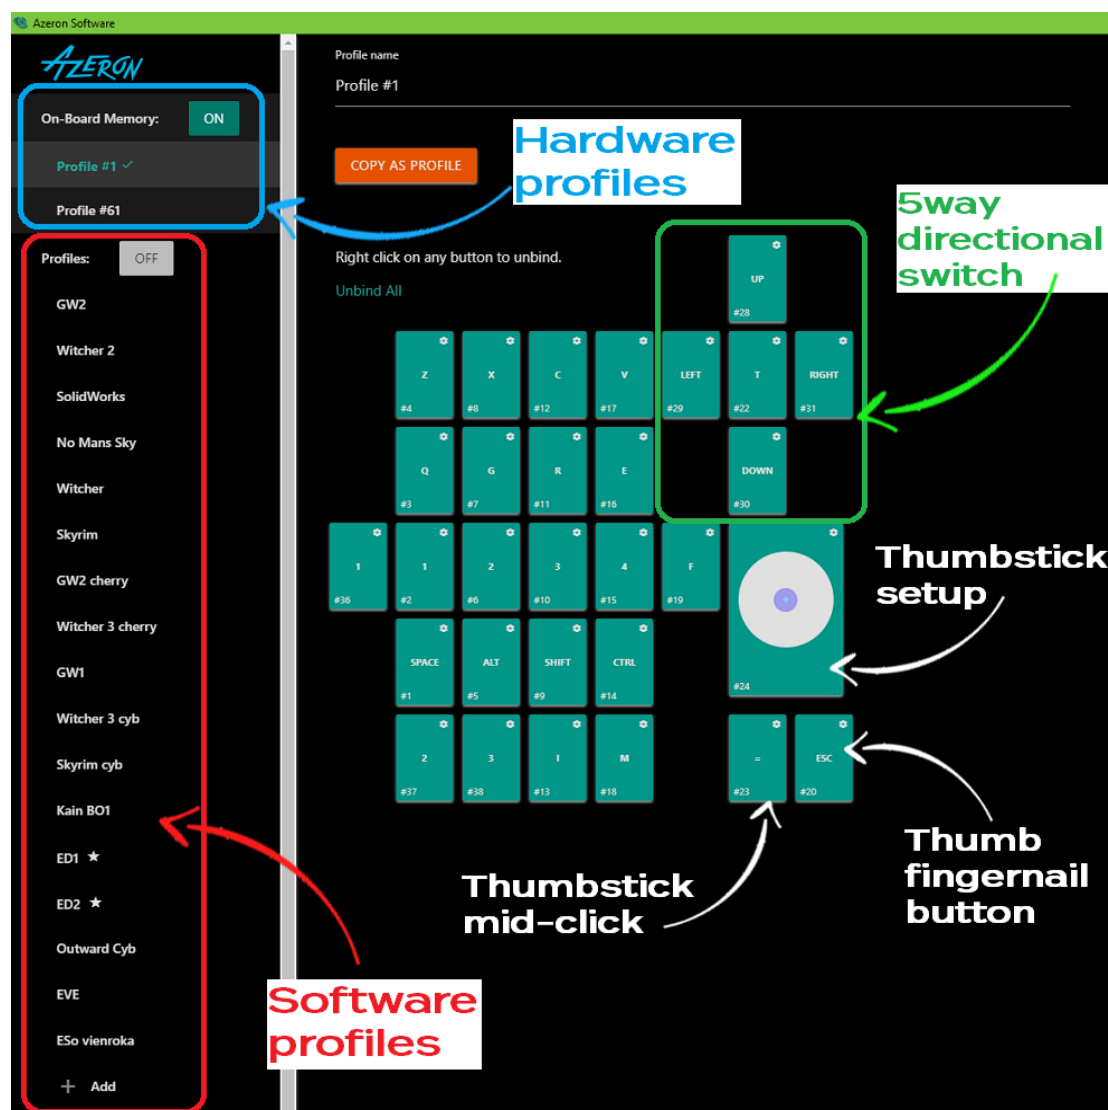 Azeron Software
AZERON
On-Board Memory: ON
Profile #1
Profile #61
Profiles: OFF
GW2
Witcher 2
SolidWorks
No Mans Sky
Witcher
Skyrim
GW2 cherry
Witcher 3 cherry
GW1
Witcher 3 cyb
Skyrim cyb
Kain BO1
ED1
ED2
Outward Cyb
EVE
ESo vienroka
+ Add
Profile name
Profile #1
COPY AS PROFILE
Hardware
profiles
5way
directional
switch
Right click on any button to unbind.
Unbind All
UP
#28
Z X C V LEFT T RIGHT
#4 #8 #12 #17 #29 #22 #31
Q G R E DOWN
#3 #7 #11 #16 #30
1 1 2 3 4 F
#36 #2 #6 #10 #15 #19
Thumbstick
setup
SPACE ALT SHIFT CTRL
#1 #5 #9 #14 #24
2 3 I M = ESC
#37 #38 #13 #18 #23 #20
Thumb
fingernail
button
Thumbstick
mid-click
Software
profiles